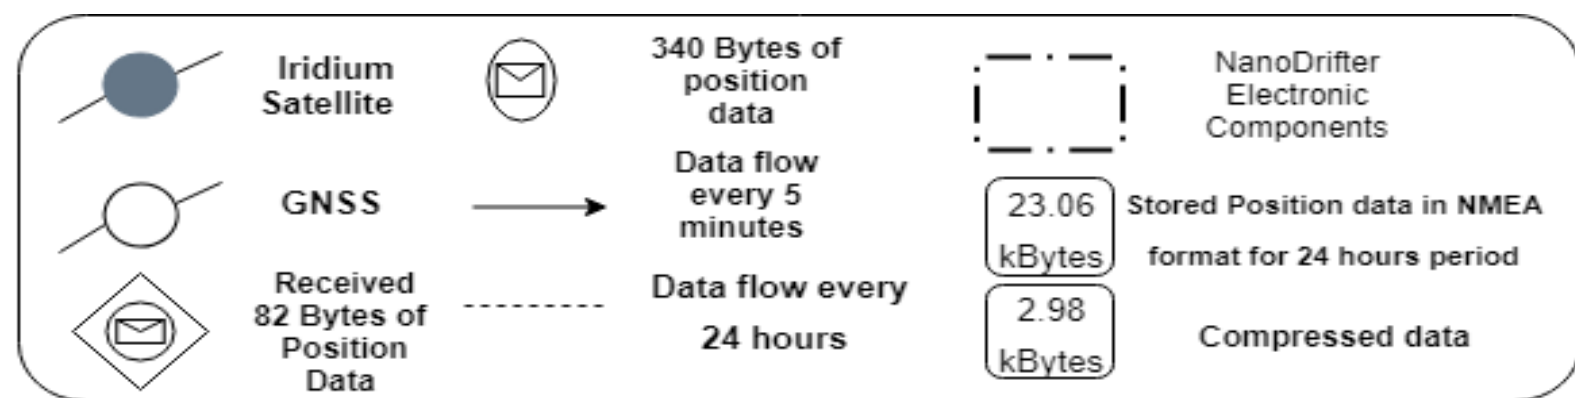 Iridium
Satellite
340 Bytes of
position
data
NanoDrifter
Electronic
Components
GNSS
Data flow
every 5
minutes
23.06
kBytes
Stored Position data in NMEA
format for 24 hours period
Received
82 Bytes of
Position
Data
Data flow every
24 hours
2.98
kBytes
Compressed data